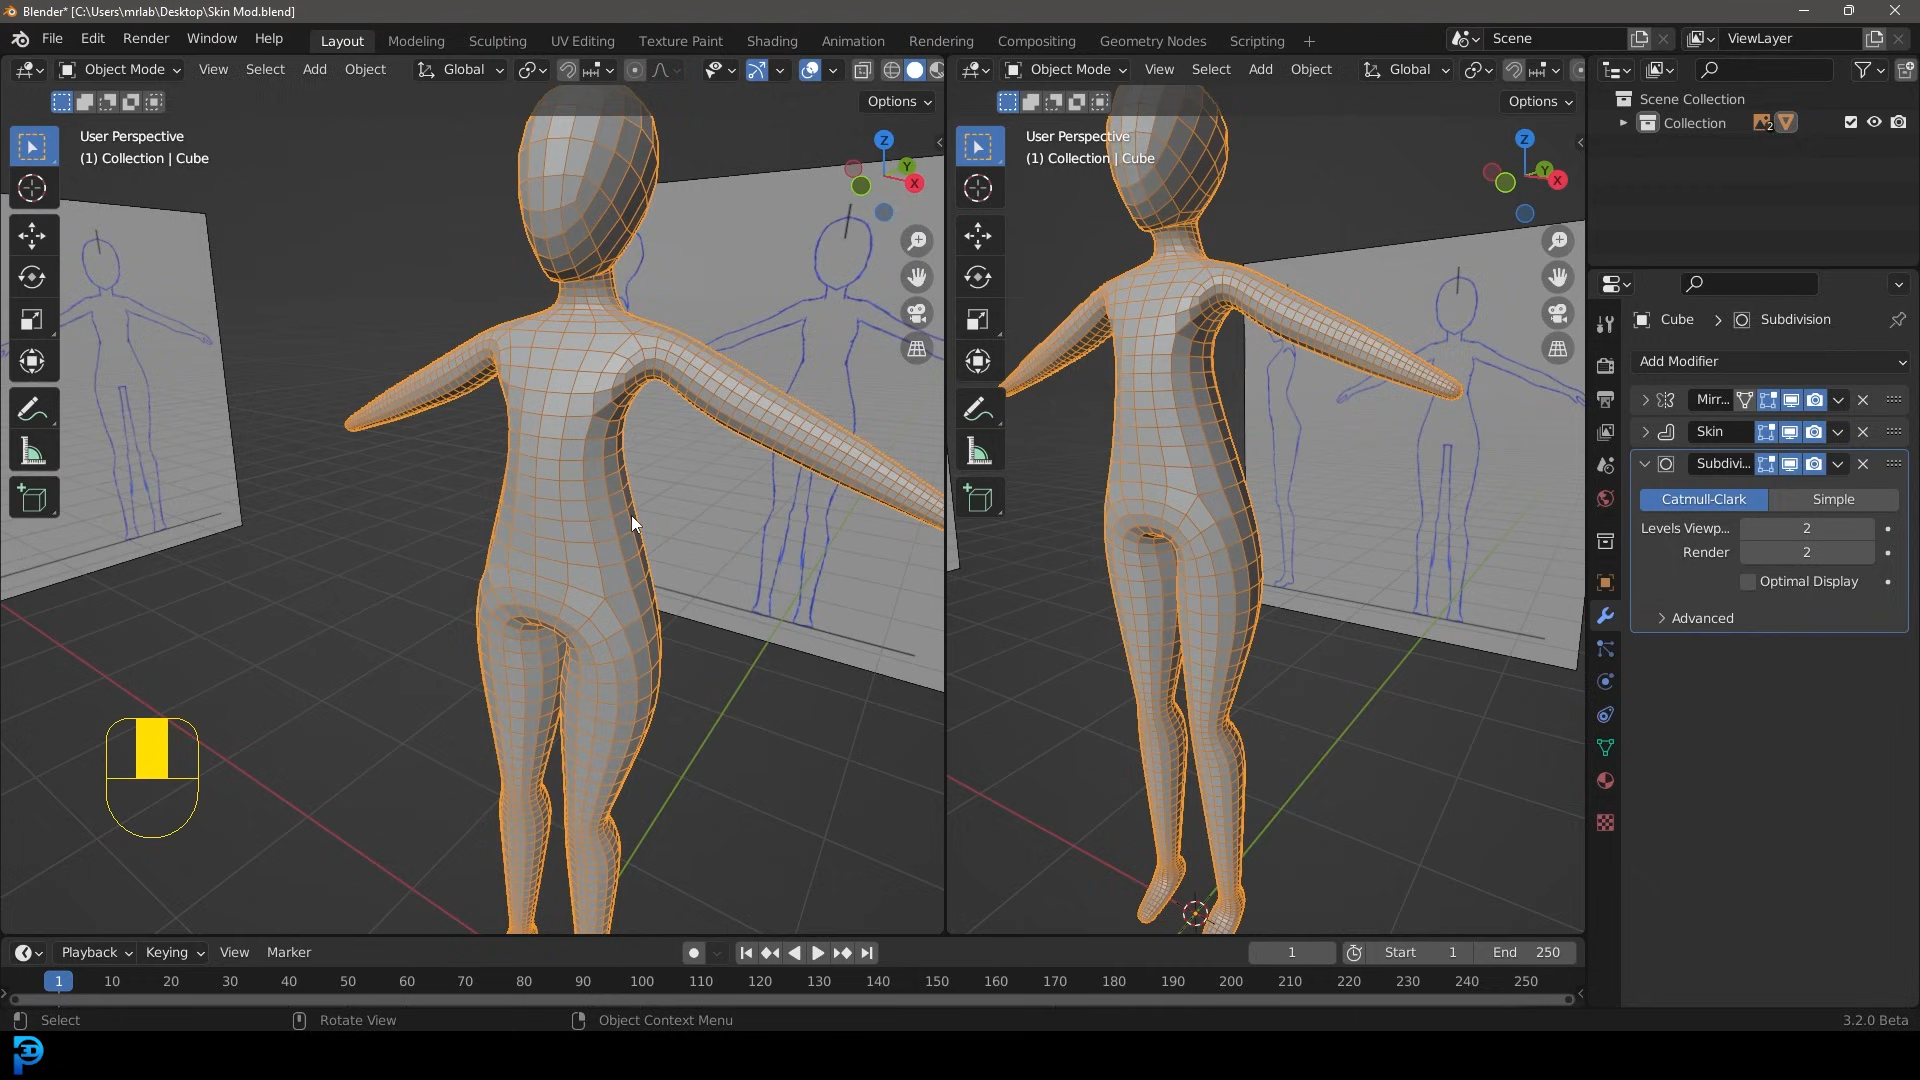 Blender* [C:\Users\mrlab\Desktop\Skin Mod.blend]
File Edit Render Window Help
Layout Modeling Sculpting UV Editing Texture Paint Shading Animation Rendering Compositing Geometry Nodes Scripting +
Scene
ViewLayer
Object Mode View Select Add Object Global
Options
User Perspective
(1) Collection | Cube
Z
Y
X
Object Mode View Select Add Object Global
Options
User Perspective
(1) Collection | Cube
Z
Y
X
Scene Collection
Collection 2
Cube > Subdivision
Add Modifier
Mirr...
Skin
Subdivi...
Catmull-Clark Simple
Levels Viewp... 2
Render 2
Optimal Display
Advanced
Playback Keying View Marker
1 Start 1 End 250
1 10 20 30 40 50 60 70 80 90 100 110 120 130 140 150 160 170 180 190 200 210 220 230 240 250
Select Rotate View Object Context Menu 3.2.0 Beta